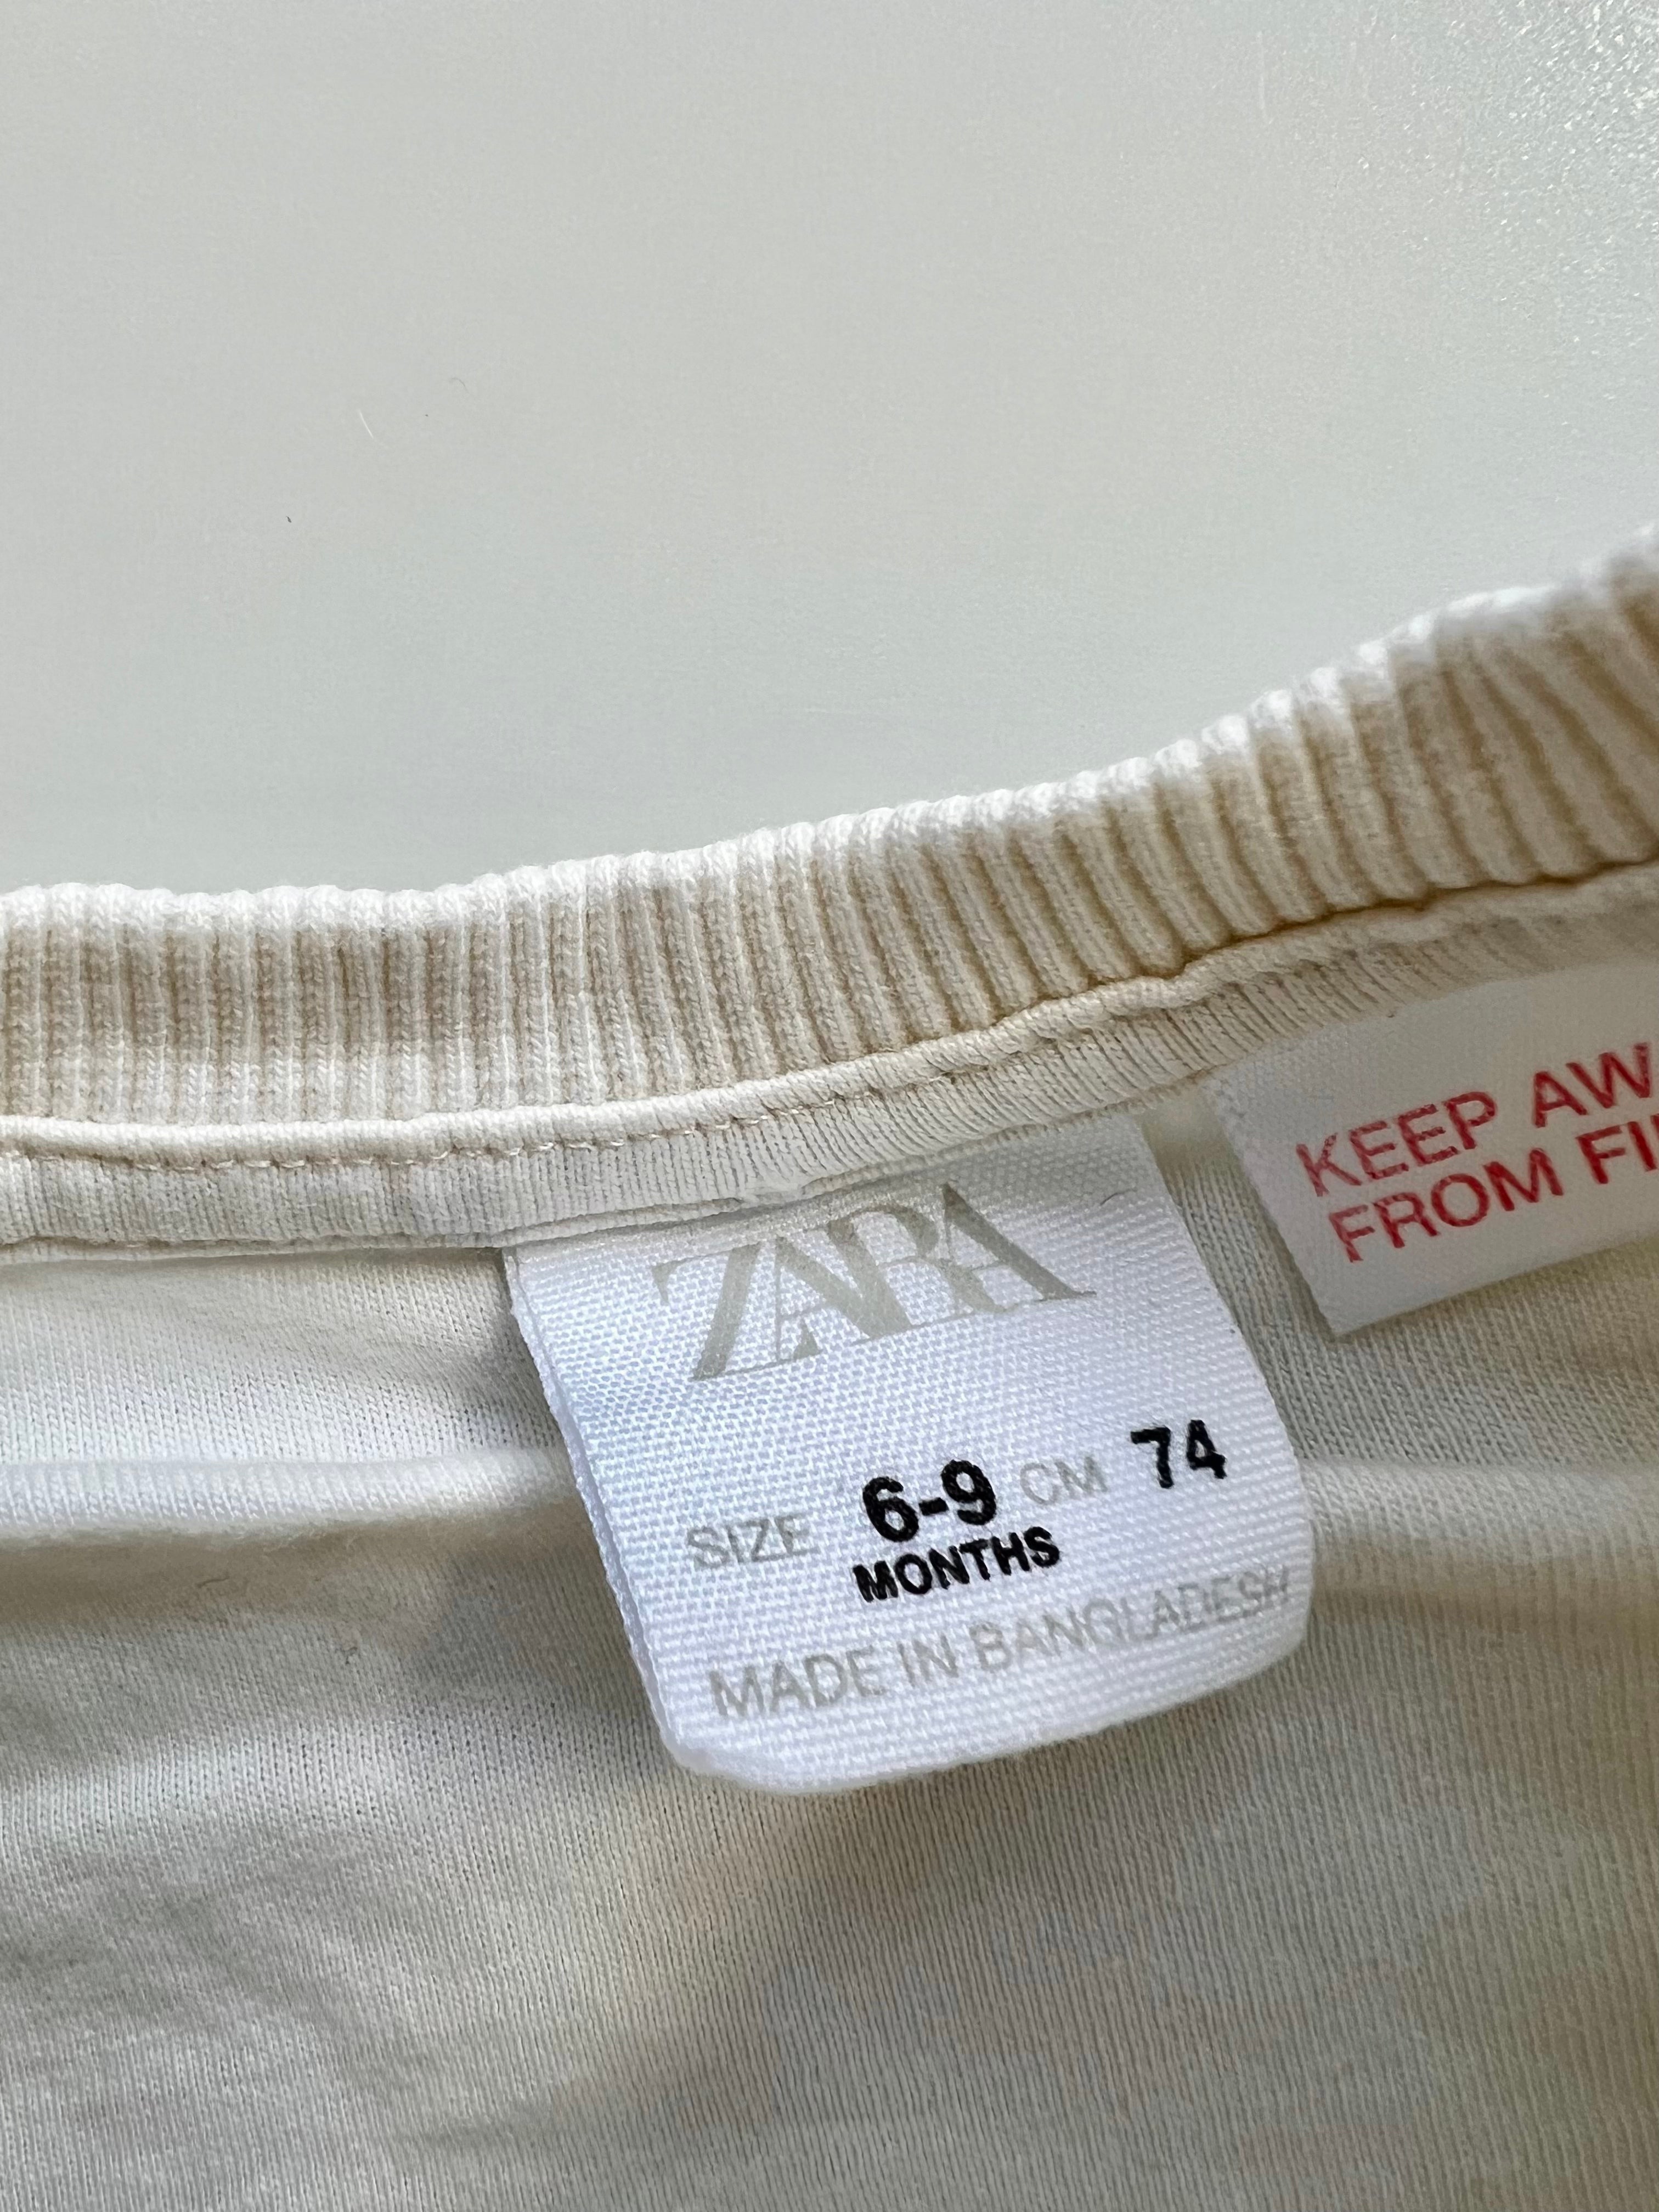 ZARA
SIZE 6-9 CM 74
MONTHS
MADE IN BANGLADESH
KEEP AW
FROM FI